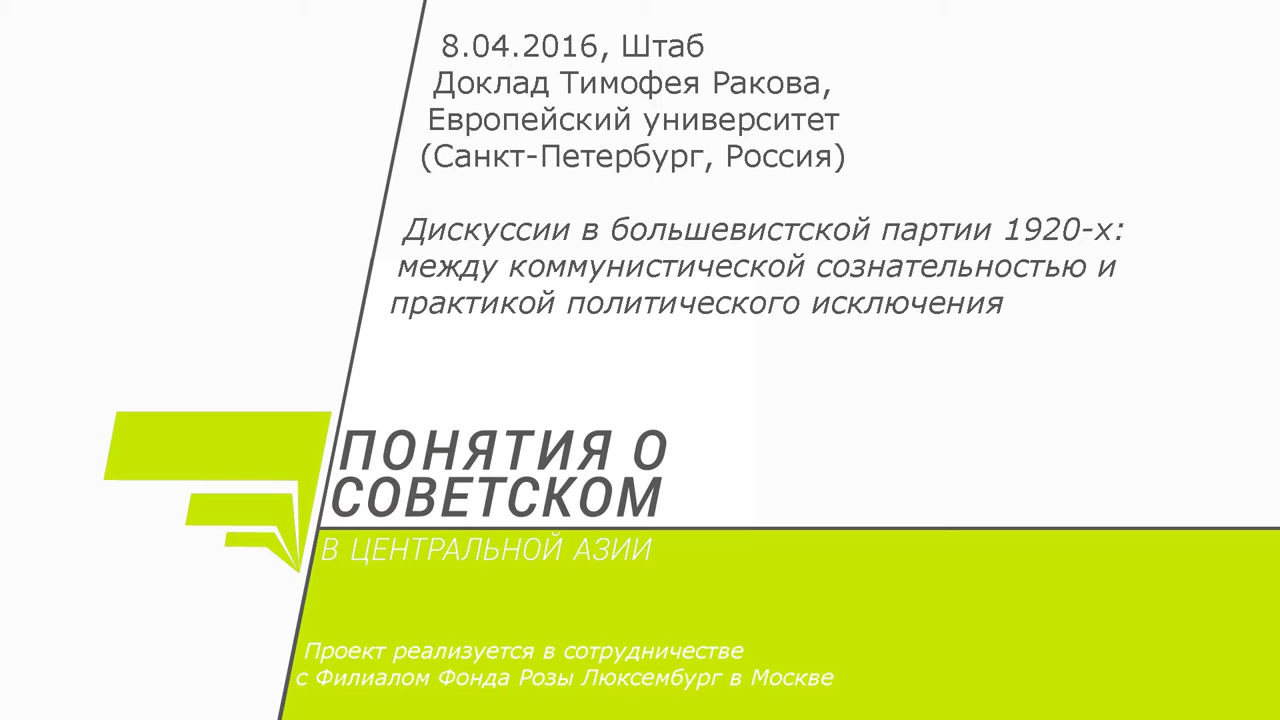 8.04.2016, Штаб
Доклад Тимофея Ракова,
Европейский университет
(Санкт-Петербург, Россия)
Дискуссии в большевистской партии 1920-х:
между коммунистической сознательностью и
практикой политического исключения
ПОНЯТИЯ О
СОВЕТСКОМ
В ЦЕНТРАЛЬНОЙ АЗИИ
Проект реализуется в сотрудничестве
с Филиалом Фонда Розы Люксембург в Москве